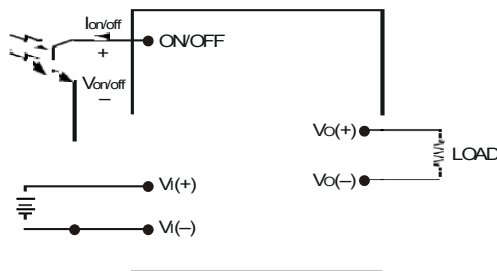 Ion/off
ON/OFF
+
Von/off
–
VO(+)
LOAD
VO(–)
VI(+)
VI(–)